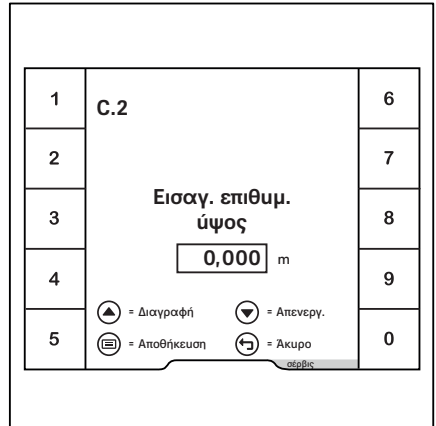 1
C.2
6
2
7
Εισαγ. επιθυμ.
ύψος
3
8
0,000 m
4
9
= Διαγραφή
= Απενεργ.
5
= Αποθήκευση
= Άκυρο
0
σέρβις